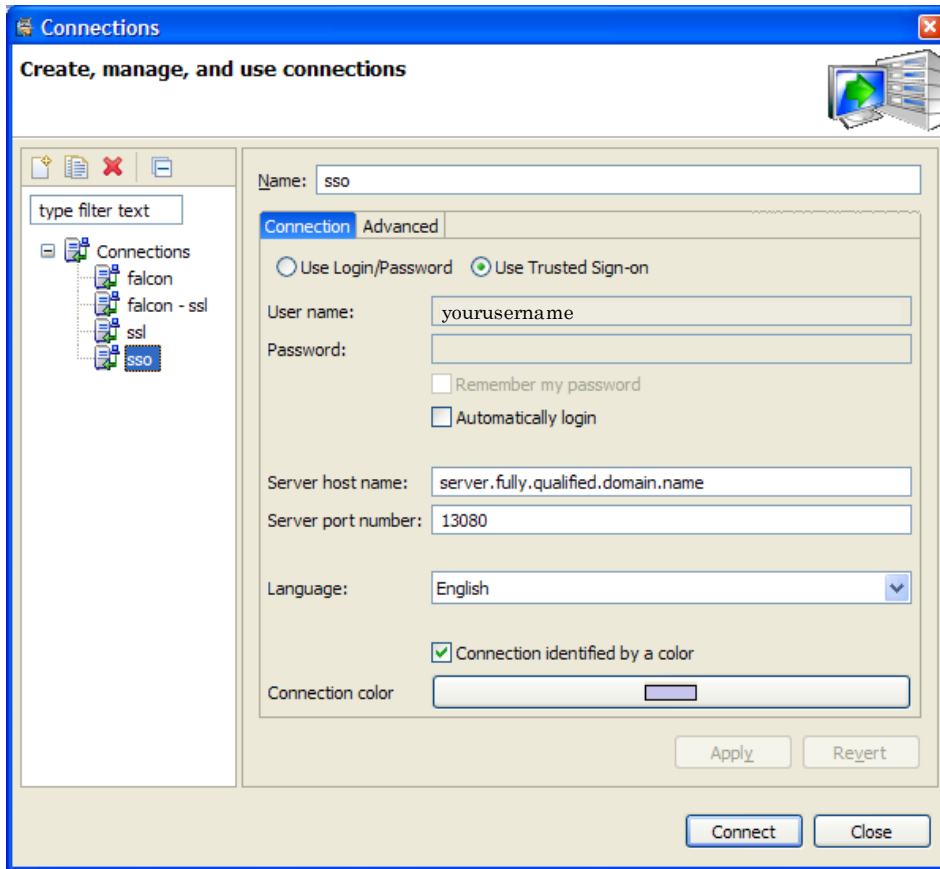 Connections
Create, manage, and use connections
type filter text
Connections
falcon
falcon - ssl
ssl
sso
Name: sso
Connection Advanced
Use Login/Password Use Trusted Sign-on
User name: yourusername
Password:
Remember my password
Automatically login
Server host name: server.fully.qualified.domain.name
Server port number: 13080
Language: English
Connection identified by a color
Connection color
Apply Revert
Connect Close